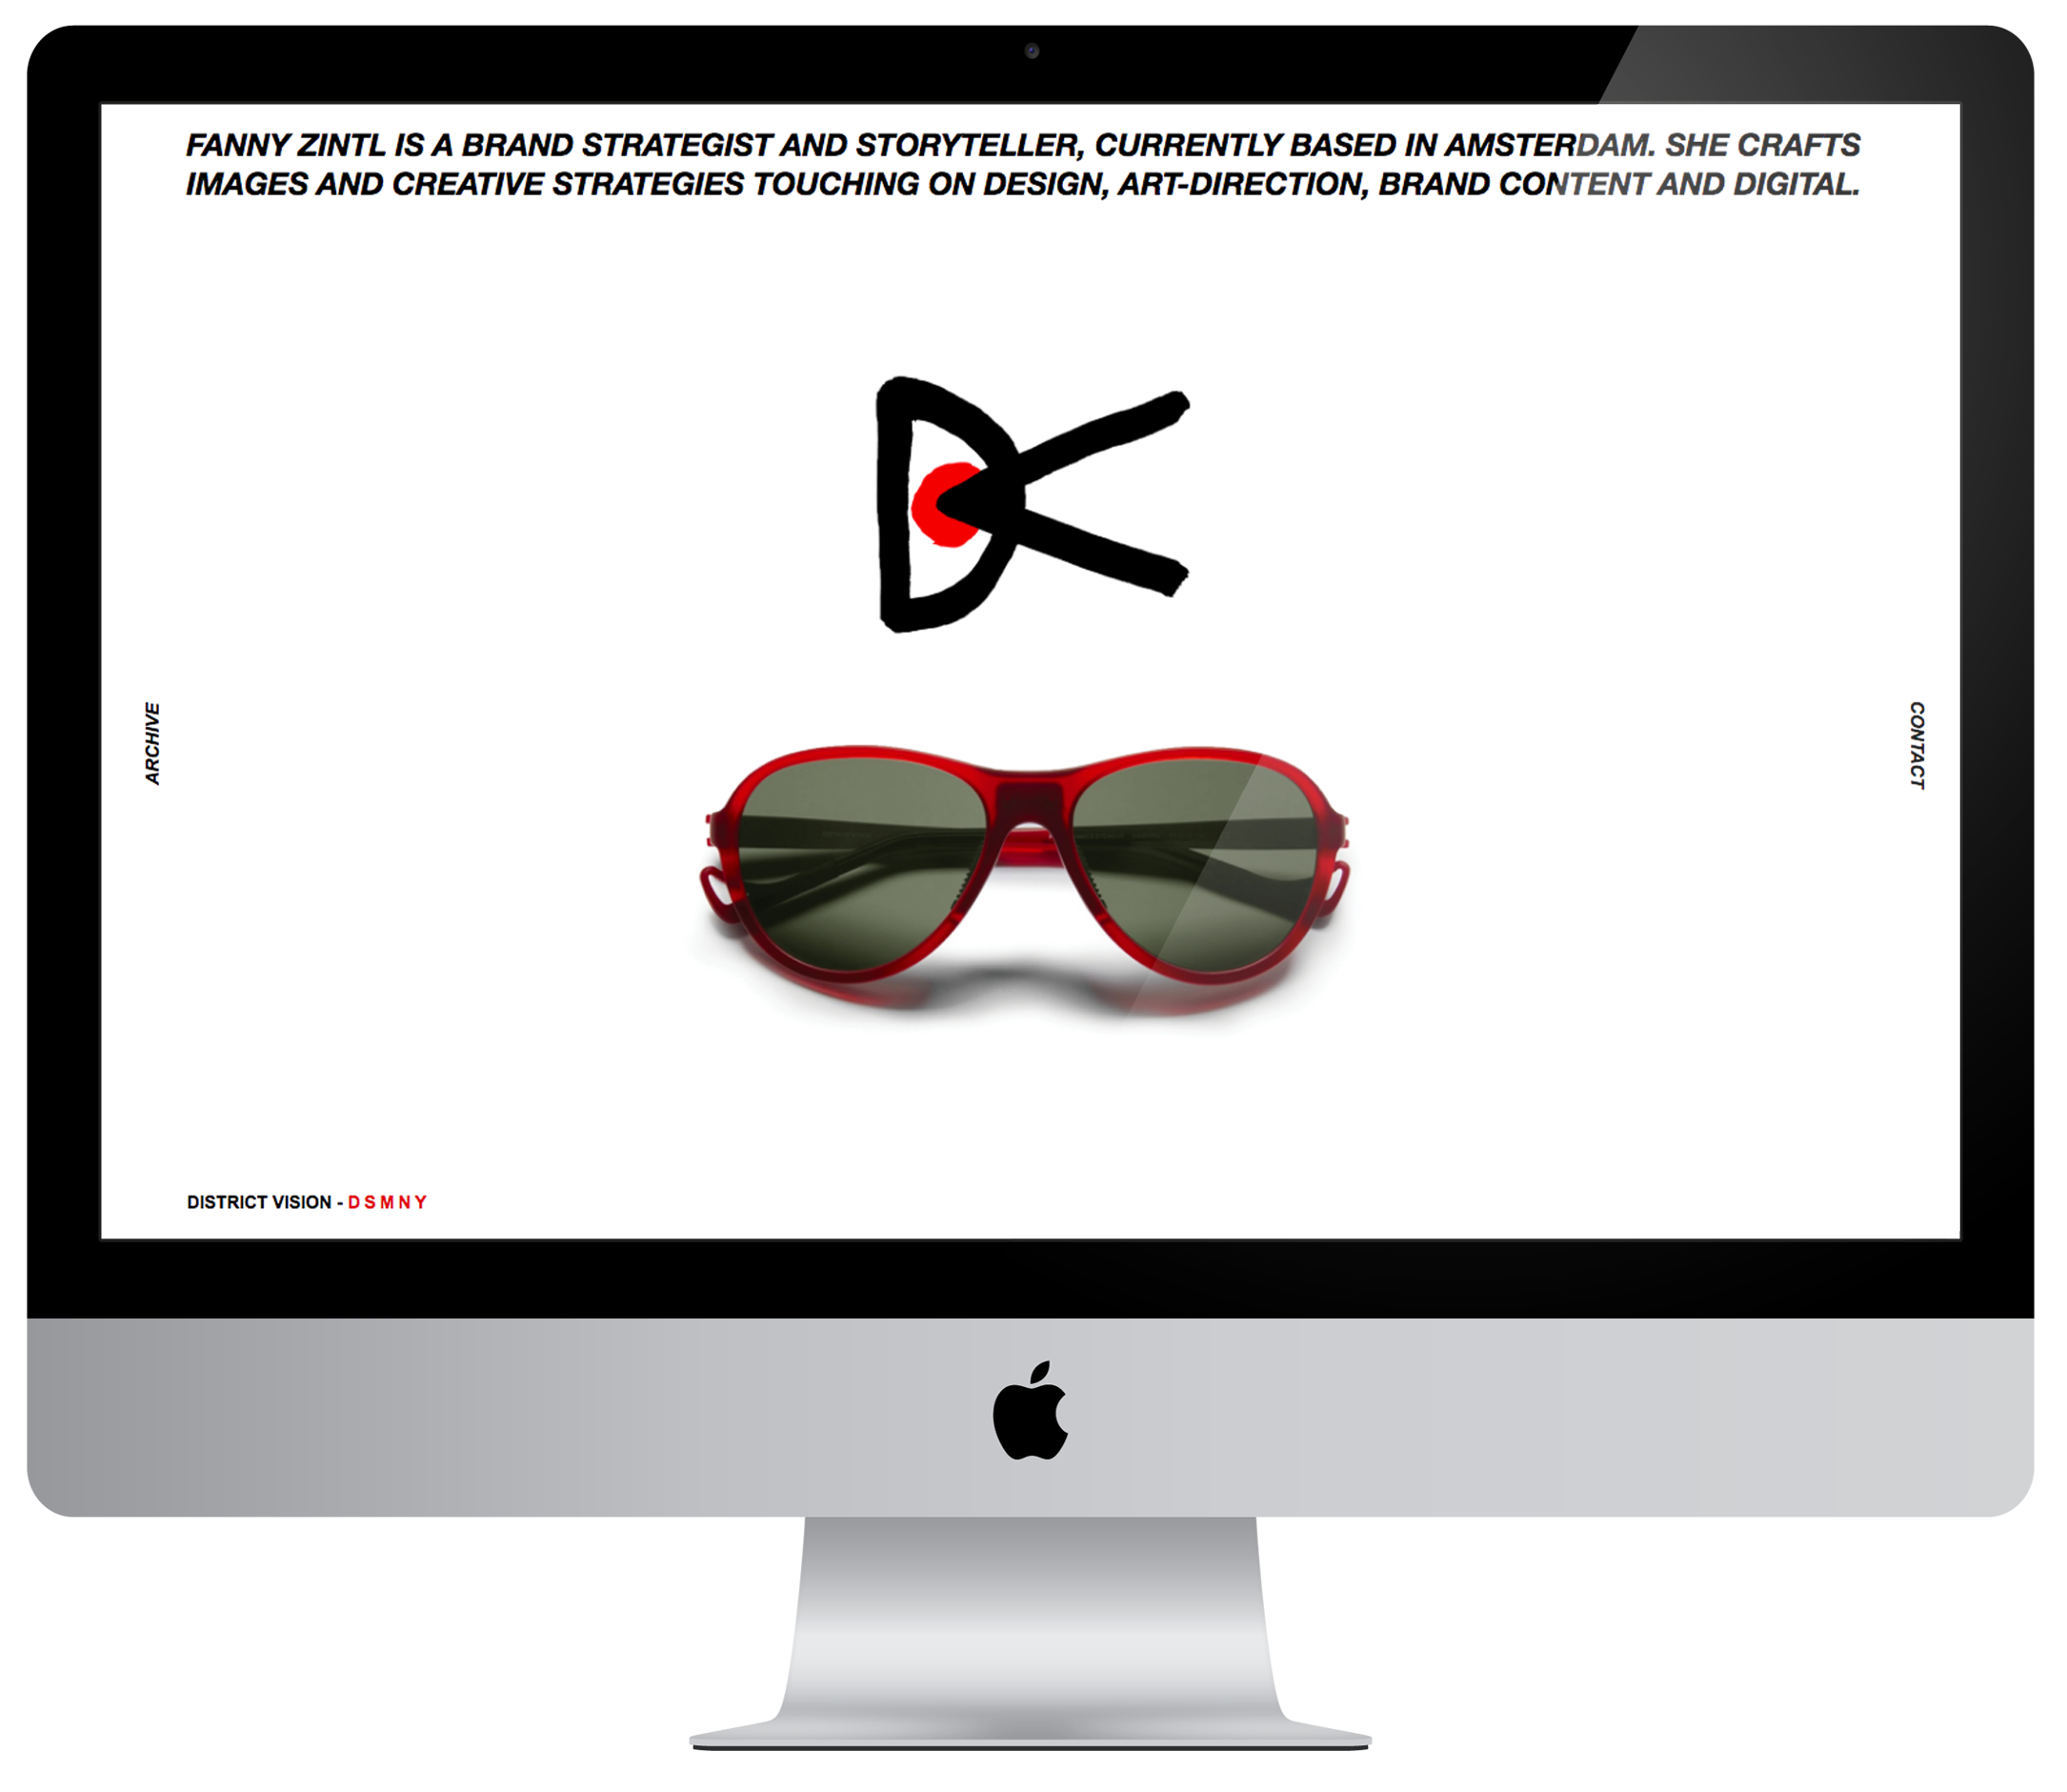 FANNY ZINTL IS A BRAND STRATEGIST AND STORYTELLER, CURRENTLY BASED IN AMSTERDAM. SHE CRAFTS
IMAGES AND CREATIVE STRATEGIES TOUCHING ON DESIGN, ART-DIRECTION, BRAND CONTENT AND DIGITAL.
ARCHIVE
CONTACT
DISTRICT VISION - D S M N Y